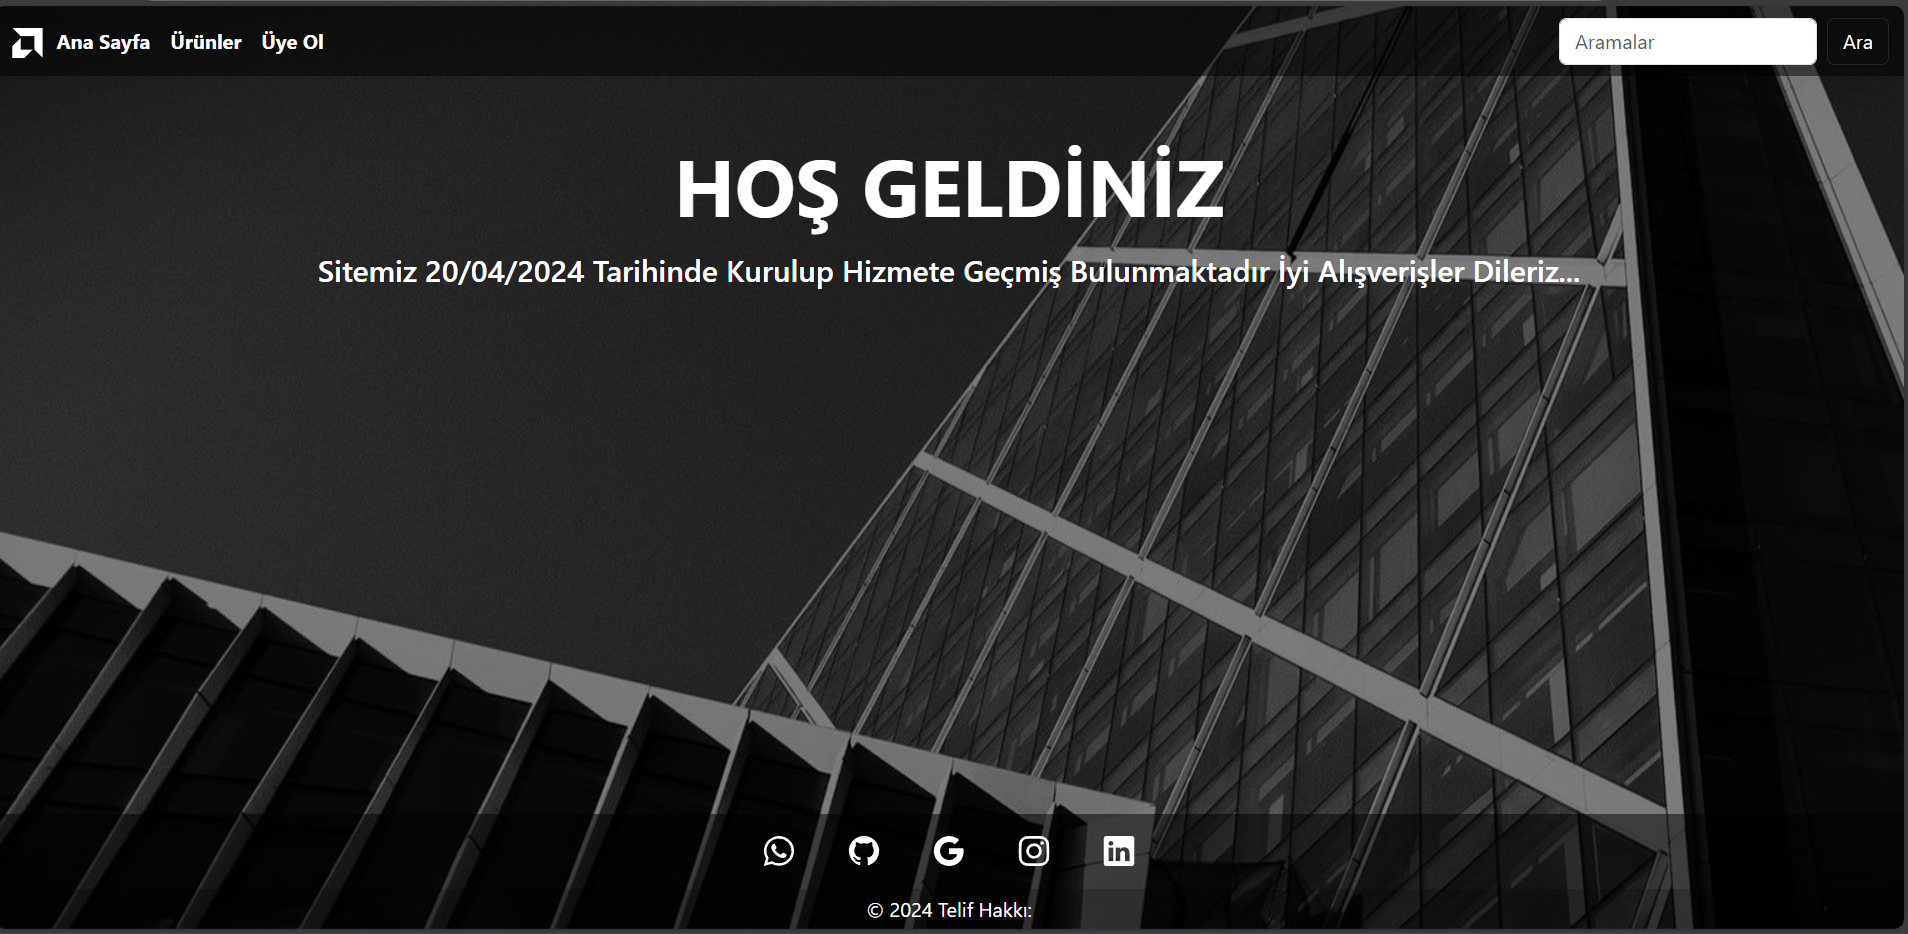 Ana Sayfa Ürünler Üye Ol Aramalar Ara
HOŞ GELDİNİZ
Sitemiz 20/04/2024 Tarihinde Kurulup Hizmete Geçmiş Bulunmaktadır İyi Alışverişler Dileriz...
© 2024 Telif Hakkı: